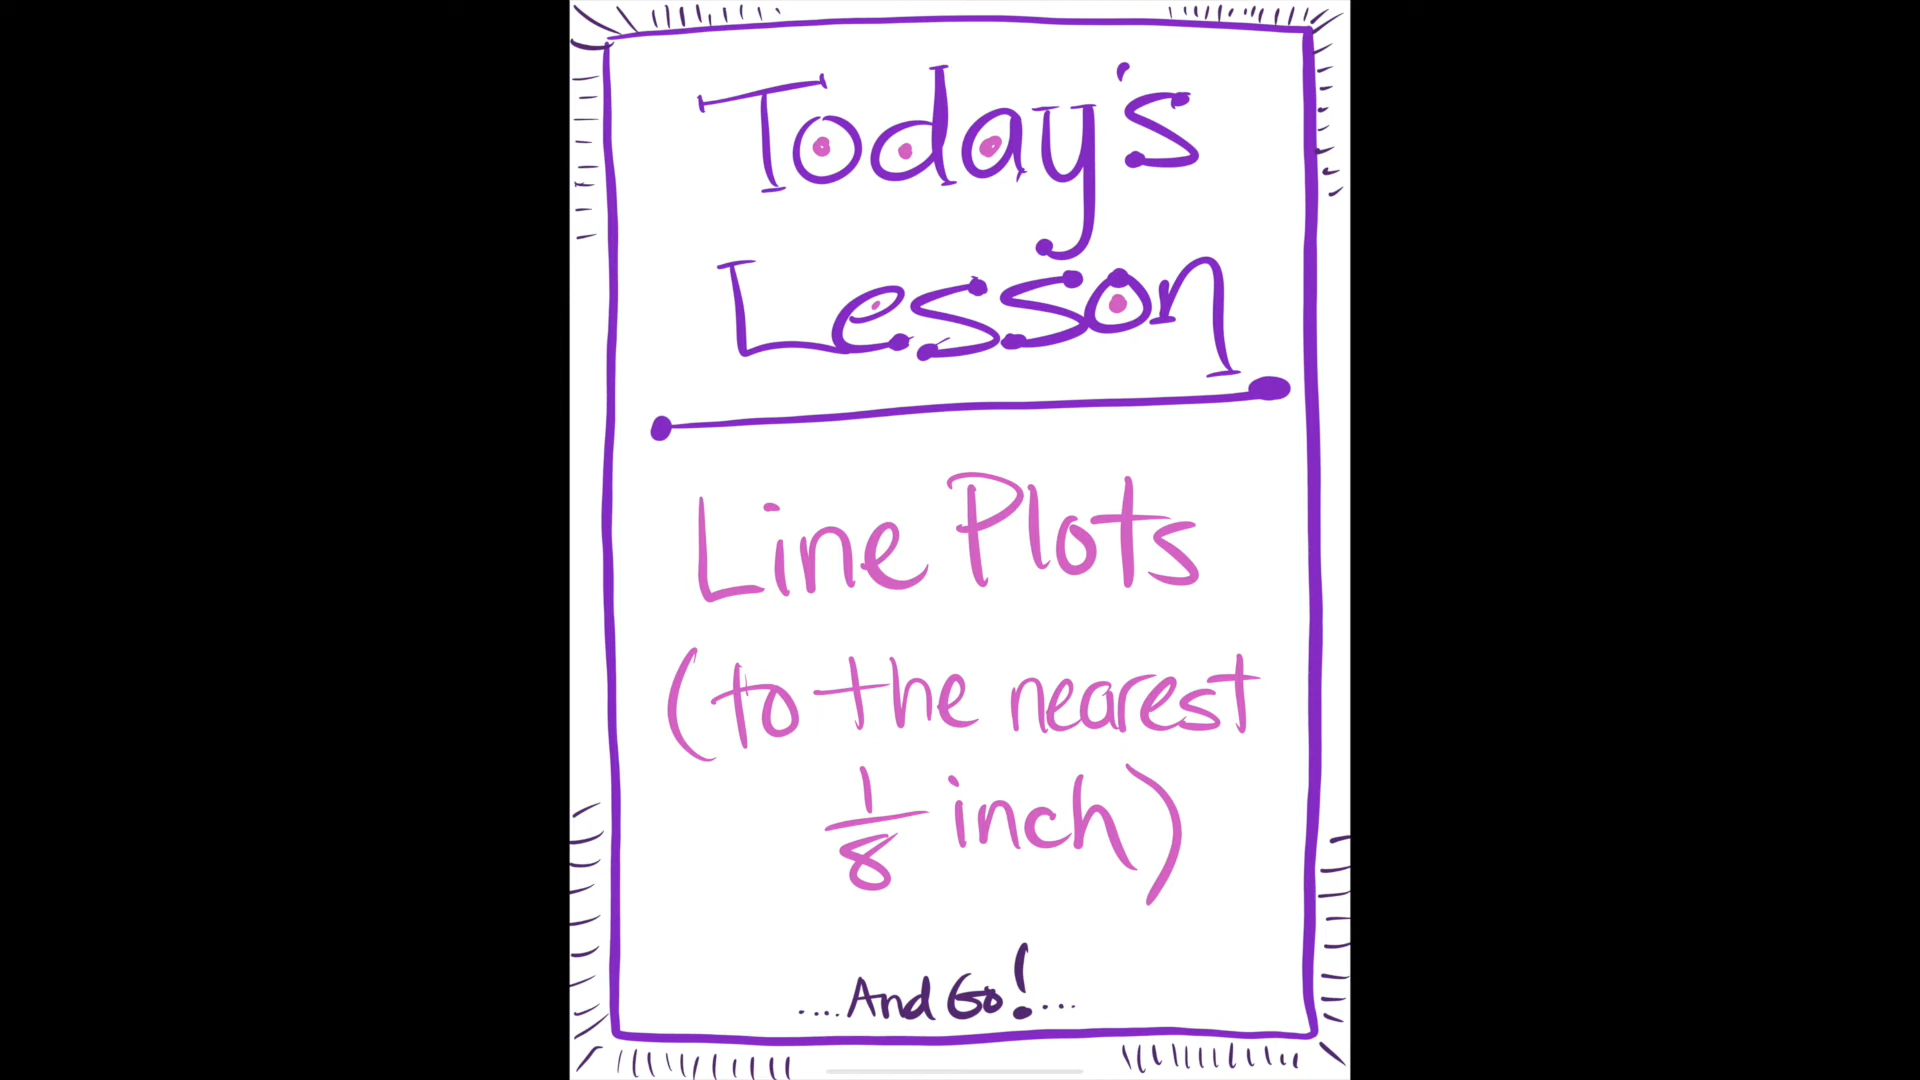 Today's
Lesson
Line Plots
(to the nearest
1/8 inch)
....And Go!...